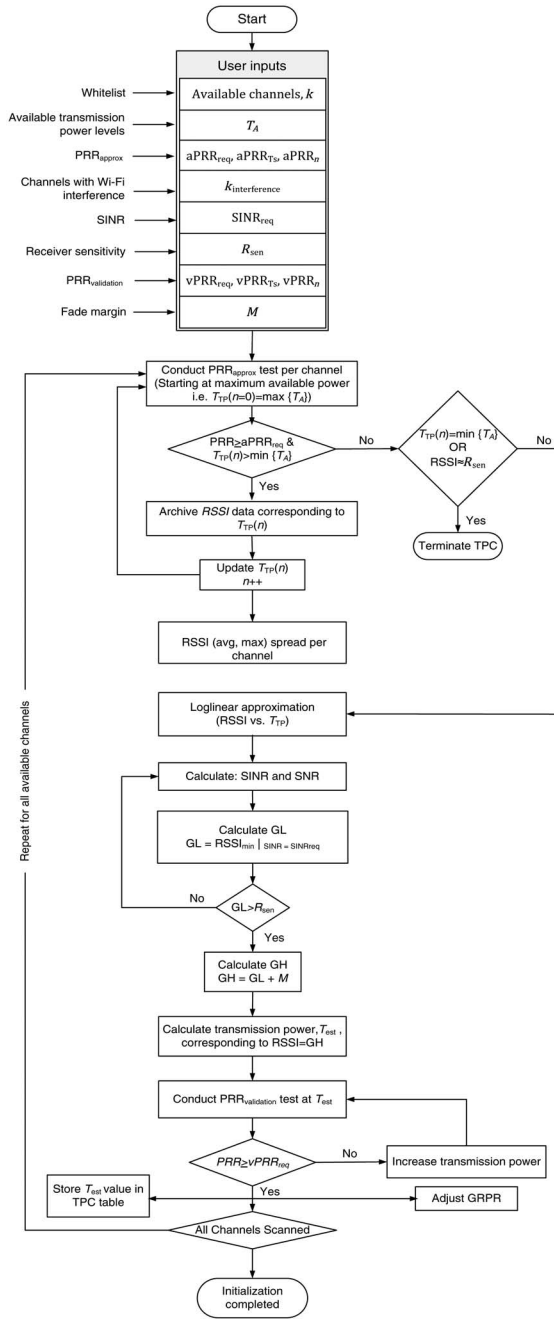 Start
User inputs
Whitelist
Available channels, k
Available transmission
power levels
T_A
PRR_approx
aPRR_req, aPRR_Ts, aPRR_n
Channels with Wi-Fi
interference
k_interference
SINR
SINR_req
Receiver sensitivity
R_sen
PRR_validation
vPRR_req, vPRR_Ts, vPRR_n
Fade margin
M
Conduct PRR_approx test per channel
(Starting at maximum available power
i.e. T_TP(n=0)=max {T_A})
PRR≥aPRR_req &
T_TP(n)>min {T_A}
No
T_TP(n)=min {T_A}
OR
RSSI≈R_sen
No
Yes
Yes
Archive RSSI data corresponding to
T_TP(n)
Terminate TPC
Update T_TP(n)
n++
RSSI (avg, max) spread per
channel
Loglinear approximation
(RSSI vs. T_TP)
Repeat for all available channels
Calculate: SINR and SNR
Calculate GL
GL = RSSI_min | SINR = SINRreq
No
GL>R_sen
Yes
Calculate GH
GH = GL + M
Calculate transmission power,T_est ,
corresponding to RSSI=GH
Conduct PRR_validation test at T_est
PRR≥vPRR_req
No
Increase transmission power
Store T_est value in
TPC table
Yes
Adjust GRPR
All Channels Scanned
Initialization
completed